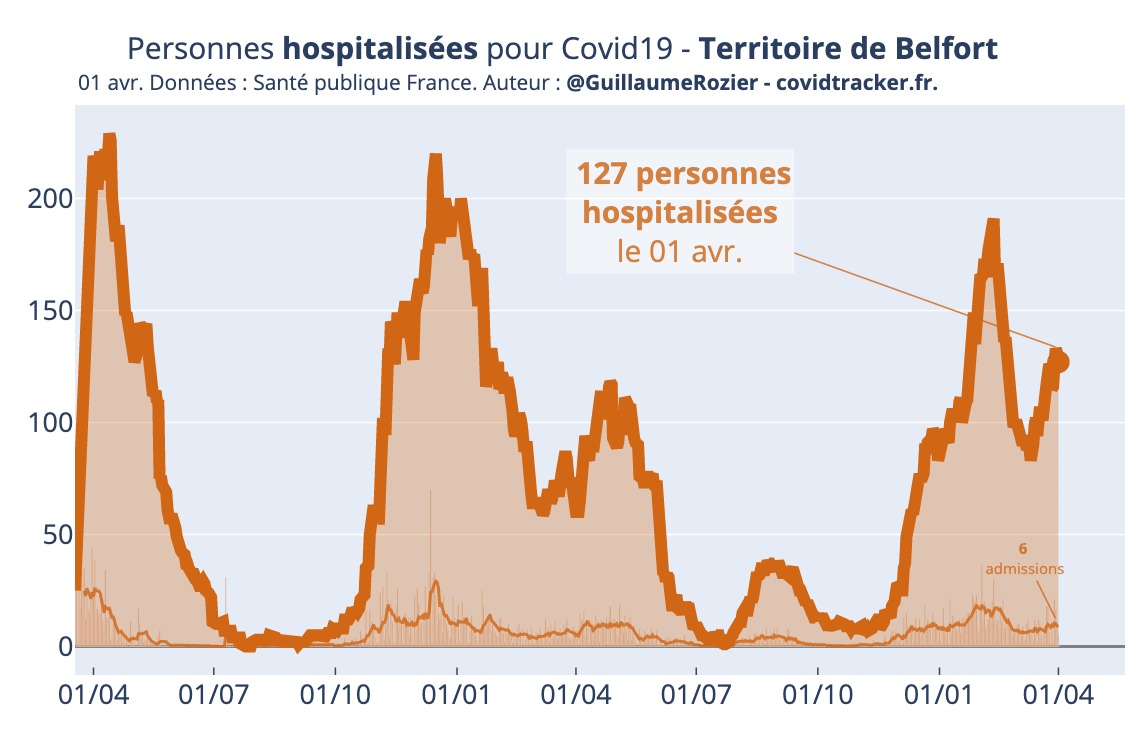 Personnes hospitalisées pour Covid19 - Territoire de Belfort
01 avr. Données : Santé publique France. Auteur : @GuillaumeRozier - covidtracker.fr.
127 personnes
hospitalisées
le 01 avr.
200
150
100
50
0
6
admissions
01/04 01/07 01/10 01/01 01/04 01/07 01/10 01/01 01/04